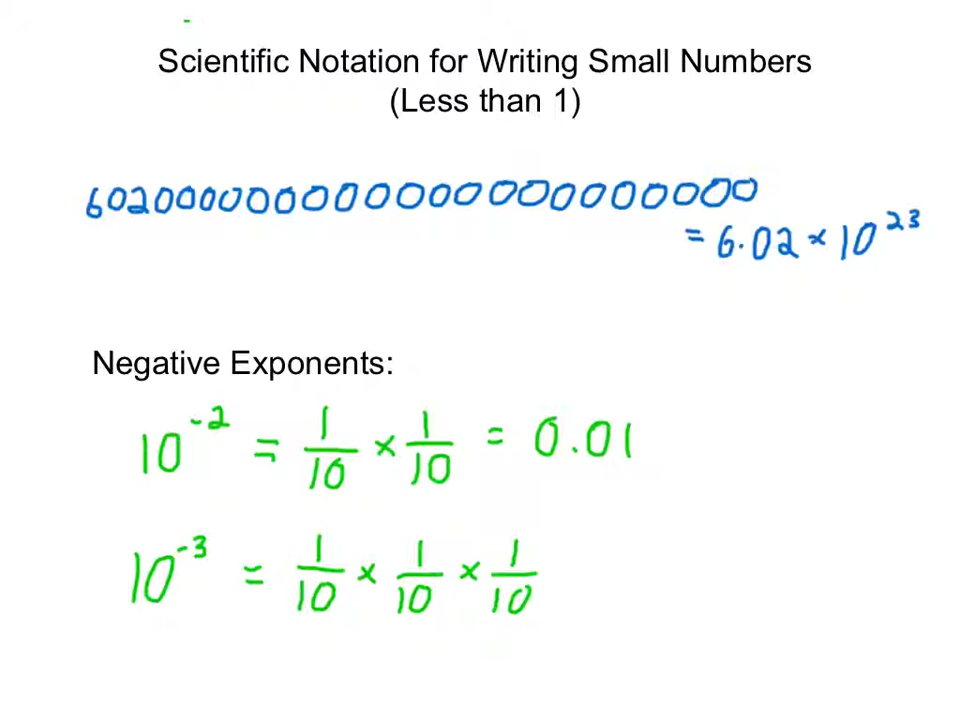 Scientific Notation for Writing Small Numbers
(Less than 1)
602000000000000000000000
= 6.02 × 10²³
Negative Exponents:
10⁻² = 1/10 × 1/10 = 0.01
10⁻³ = 1/10 × 1/10 × 1/10